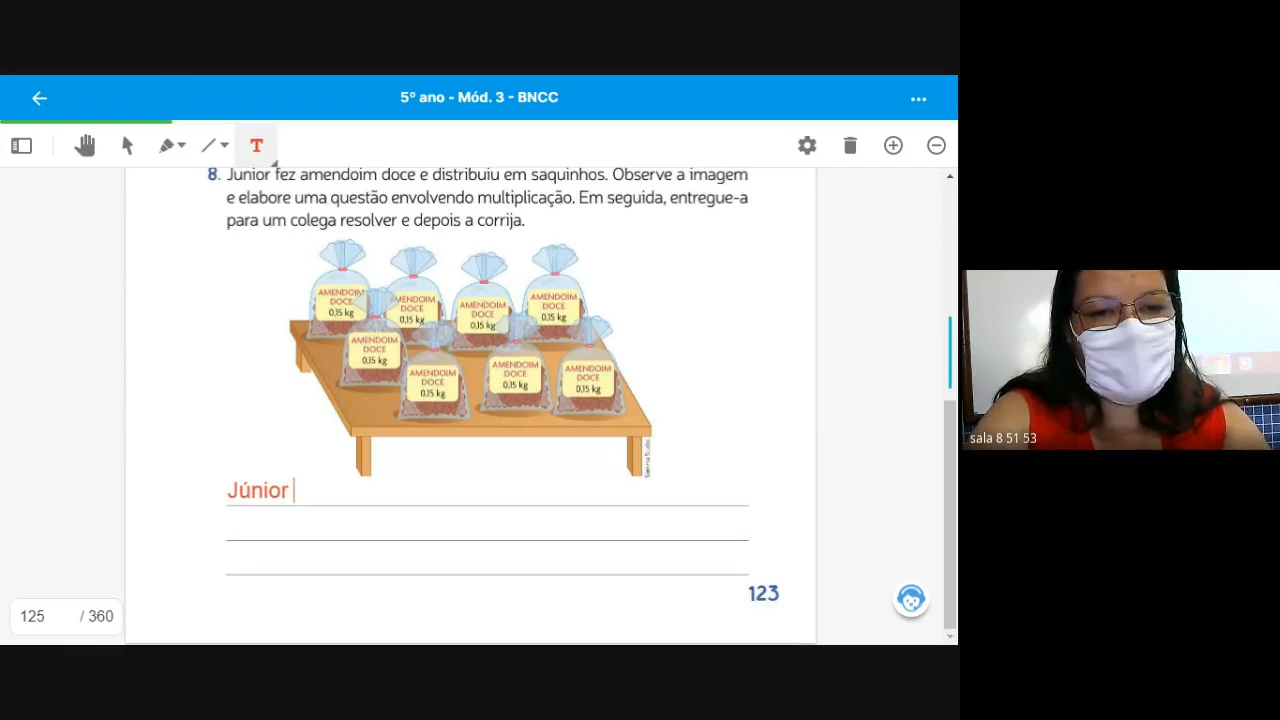 5º ano - Mód. 3 - BNCC
T
8. Junior fez amendoim doce e distribuiu em saquinhos. Observe a imagem
e elabore uma questão envolvendo multiplicação. Em seguida, entregue-a
para um colega resolver e depois a corrija.
AMENDOIM
DOCE
0,15 kg
AMENDOIM
DOCE
0,15 kg
AMENDOIM
DOCE
0,15 kg
AMENDOIM
DOCE
0,15 kg
AMENDOIM
DOCE
0,15 kg
AMENDOIM
DOCE
0,15 kg
AMENDOIM
DOCE
0,15 kg
AMENDOIM
DOCE
0,15 kg
Júnior
123
125 / 360
sala 8 51 53